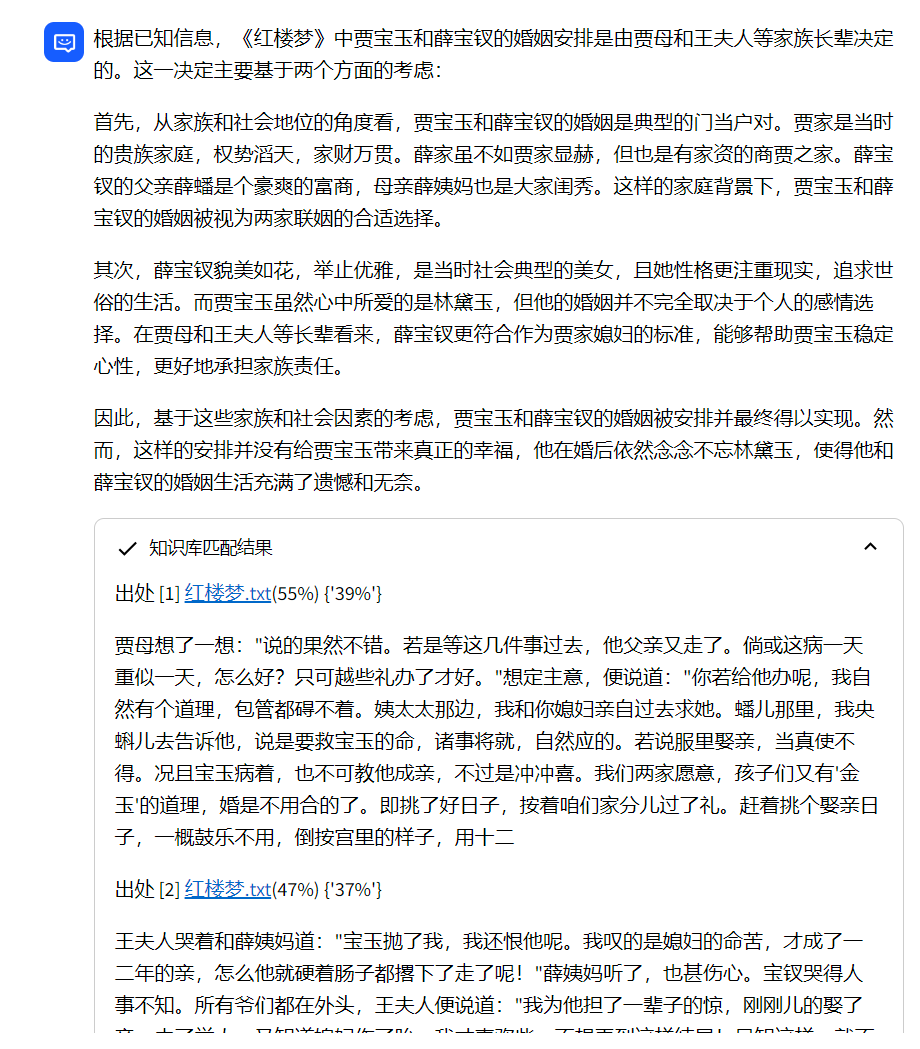 根据已知信息，《红楼梦》中贾宝玉和薛宝钗的婚姻安排是由贾母和王夫人等家族长辈决定
的。这一决定主要基于两个方面的考虑：
首先，从家族和社会地位的角度看，贾宝玉和薛宝钗的婚姻是典型的门当户对。贾家是当时
的贵族家庭，权势滔天，家财万贯。薛家虽不如贾家显赫，但也是有家资的商贾之家。薛宝
钗的父亲薛蟠是个豪爽的富商，母亲薛姨妈也是大家闺秀。这样的家庭背景下，贾宝玉和薛
宝钗的婚姻被视为两家联姻的合适选择。
其次，薛宝钗貌美如花，举止优雅，是当时社会典型的美女，且她性格更注重现实，追求世
俗的生活。而贾宝玉虽然心中所爱的是林黛玉，但他的婚姻并不完全取决于个人的感情选
择。在贾母和王夫人等长辈看来，薛宝钗更符合作为贾家媳妇的标准，能够帮助贾宝玉稳定
心性，更好地承担家族责任。
因此，基于这些家族和社会因素的考虑，贾宝玉和薛宝钗的婚姻被安排并最终得以实现。然
而，这样的安排并没有给贾宝玉带来真正的幸福，他在婚后依然念念不忘林黛玉，使得他和
薛宝钗的婚姻生活充满了遗憾和无奈。
知识库匹配结果
出处 [1] 红楼梦.txt(55%) {'39%'}
贾母想了一想："说的果然不错。若是等这几件事过去，他父亲又走了。倘或这病一天
重似一天，怎么好？只可越些礼办了才好。"想定主意，便说道："你若给他办呢，我自
然有个道理，包管都碍不着。姨太太那边，我和你媳妇亲自过去求她。蟠儿那里，我央
蝌儿去告诉他，说是要救宝玉的命，诸事将就，自然应的。若说服里娶亲，当真使不
得。况且宝玉病着，也不可教他成亲，不过是冲冲喜。我们两家愿意，孩子们又有'金
玉'的道理，婚是不用合的了。即挑了好日子，按着咱们家分儿过了礼。赶着挑个娶亲日
子，一概鼓乐不用，倒按宫里的样子，用十二
出处 [2] 红楼梦.txt(47%) {'37%'}
王夫人哭着和薛姨妈道："宝玉抛了我，我还恨他呢。我叹的是媳妇的命苦，才成了一
二年的亲，怎么他就硬着肠子都撂下了走了呢！"薛姨妈听了，也甚伤心。宝钗哭得人
事不知。所有爷们都在外头，王夫人便说道："我为他担了一辈子的惊，刚刚儿的娶了